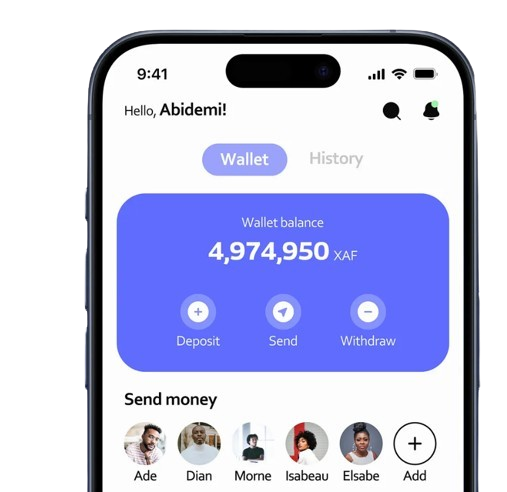 9:41
Hello, Abidemi!
Wallet History
Wallet balance
4,974,950 XAF
Deposit Send Withdraw
Send money
Ade Dian Morne Isabeau Elsabe Add